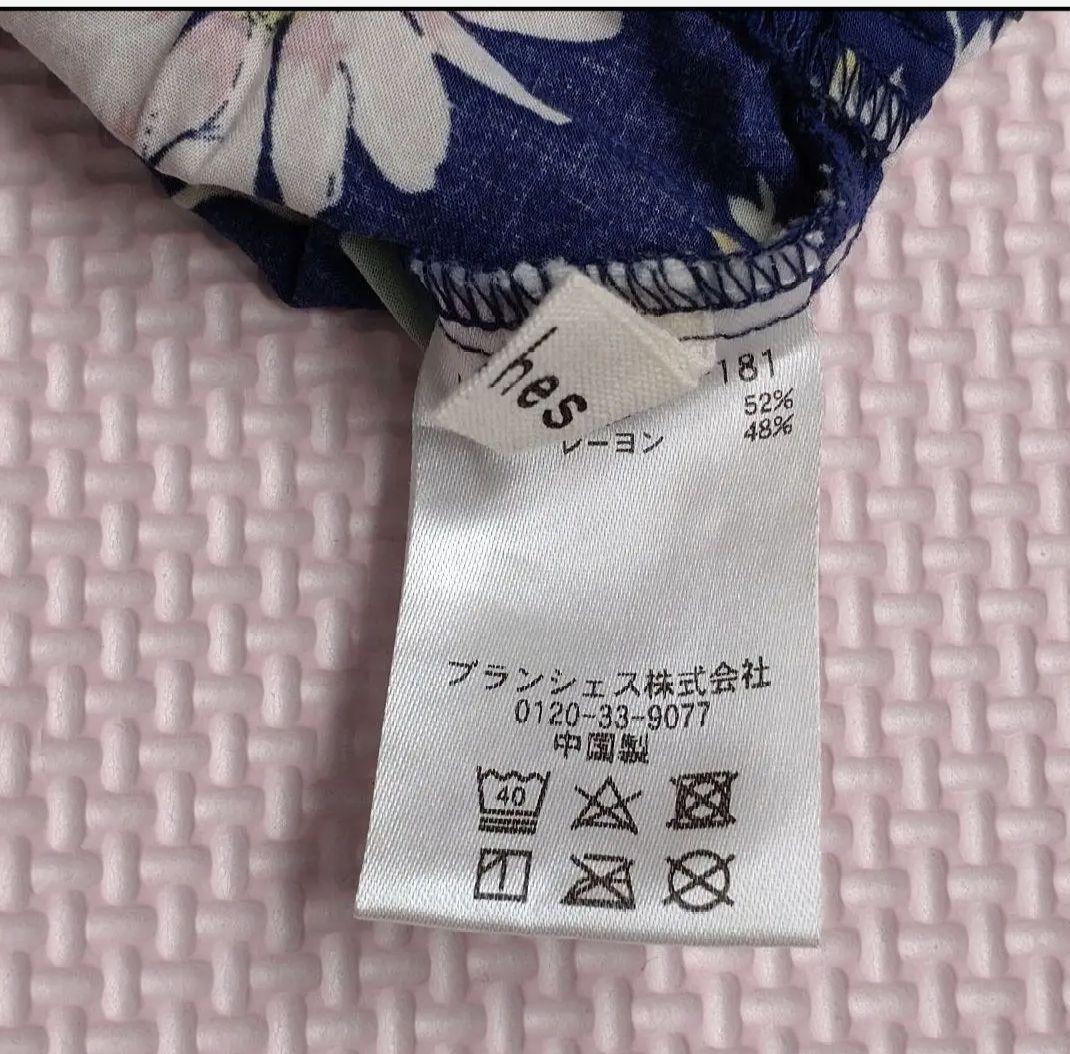 hes
181
52%
レーヨン 48%
ブランシェス株式会社
0120-33-9077
中国製
40